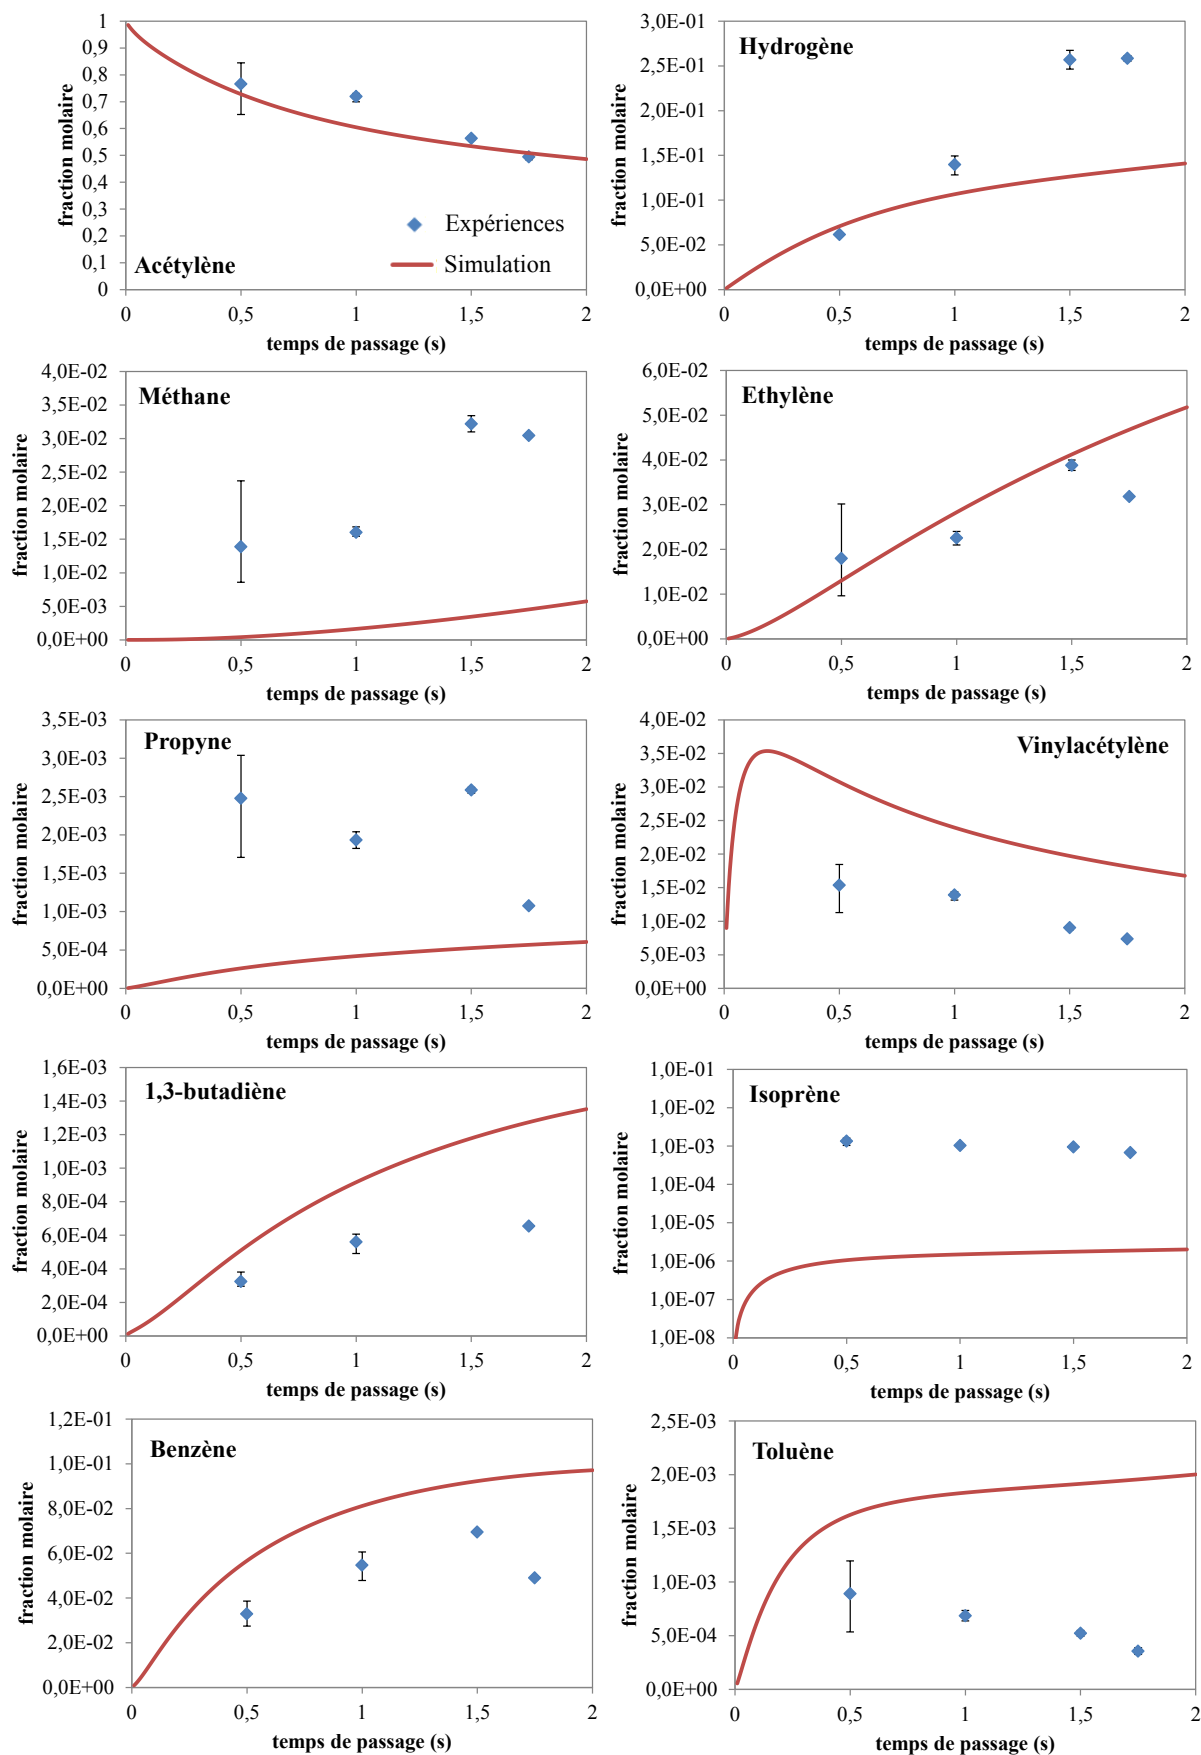 1
0,9
0,8
0,7
0,6
0,5
0,4
0,3
0,2
0,1
0
fraction molaire
Acétylène
Expériences
Simulation
0 0,5 1 1,5 2
temps de passage (s)
3,0E-01
2,5E-01
2,0E-01
1,5E-01
1,0E-01
5,0E-02
0,0E+00
fraction molaire
Hydrogène
0 0,5 1 1,5 2
temps de passage (s)
4,0E-02
3,5E-02
3,0E-02
2,5E-02
2,0E-02
1,5E-02
1,0E-02
5,0E-03
0,0E+00
fraction molaire
Méthane
0 0,5 1 1,5 2
temps de passage (s)
6,0E-02
5,0E-02
4,0E-02
3,0E-02
2,0E-02
1,0E-02
0,0E+00
fraction molaire
Ethylène
0 0,5 1 1,5 2
temps de passage (s)
3,5E-03
3,0E-03
2,5E-03
2,0E-03
1,5E-03
1,0E-03
5,0E-04
0,0E+00
fraction molaire
Propyne
0 0,5 1 1,5 2
temps de passage (s)
4,0E-02
3,5E-02
3,0E-02
2,5E-02
2,0E-02
1,5E-02
1,0E-02
5,0E-03
0,0E+00
fraction molaire
Vinylacétylène
0 0,5 1 1,5 2
temps de passage (s)
1,6E-03
1,4E-03
1,2E-03
1,0E-03
8,0E-04
6,0E-04
4,0E-04
2,0E-04
0,0E+00
fraction molaire
1,3-butadiène
0 0,5 1 1,5 2
temps de passage (s)
1,0E-01
1,0E-02
1,0E-03
1,0E-04
1,0E-05
1,0E-06
1,0E-07
1,0E-08
fraction molaire
Isoprène
0 0,5 1 1,5 2
temps de passage (s)
1,2E-01
1,0E-01
8,0E-02
6,0E-02
4,0E-02
2,0E-02
0,0E+00
fraction molaire
Benzène
0 0,5 1 1,5 2
temps de passage (s)
2,5E-03
2,0E-03
1,5E-03
1,0E-03
5,0E-04
0,0E+00
fraction molaire
Toluène
0 0,5 1 1,5 2
temps de passage (s)